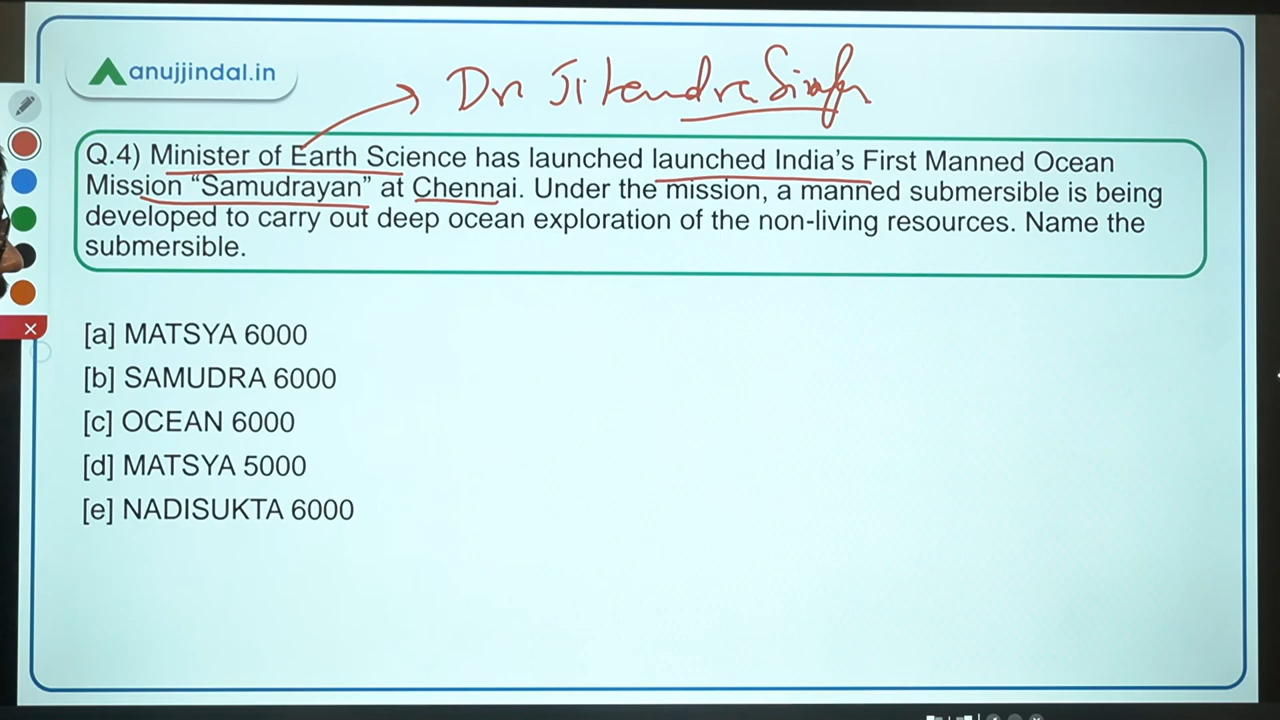 anujjindal.in
Dr Jitendra Singh
Q.4) Minister of Earth Science has launched launched India's First Manned Ocean
Mission “Samudrayan” at Chennai. Under the mission, a manned submersible is being
developed to carry out deep ocean exploration of the non-living resources. Name the
submersible.
[a] MATSYA 6000
[b] SAMUDRA 6000
[c] OCEAN 6000
[d] MATSYA 5000
[e] NADISUKTA 6000